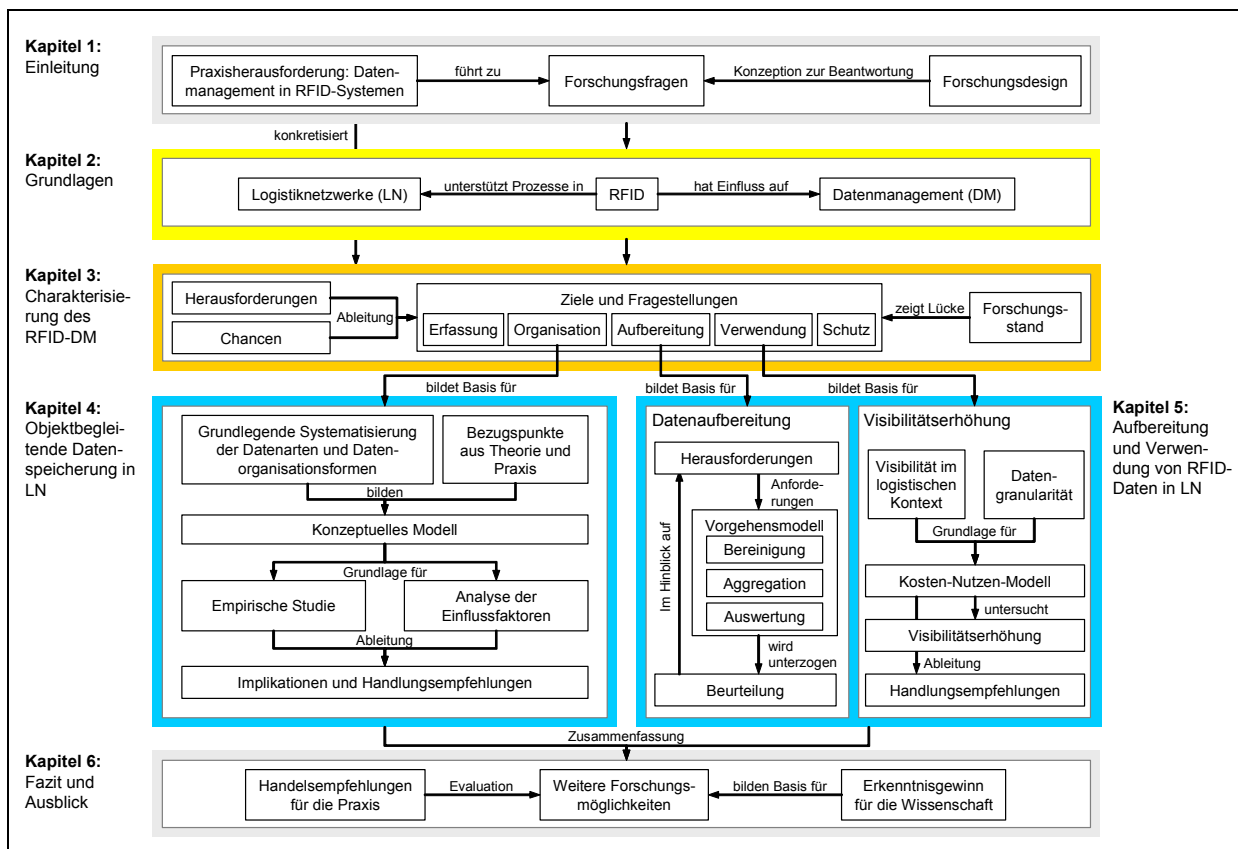 Kapitel 1:
Einleitung
Praxisherausforderung: Daten-
management in RFID-Systemen
führt zu
Forschungsfragen
Konzeption zur Beantwortung
Forschungsdesign
konkretisiert
Kapitel 2:
Grundlagen
Logistiknetzwerke (LN)
unterstützt Prozesse in
RFID
hat Einfluss auf
Datenmanagement (DM)
Kapitel 3:
Charakterisie-
rung des
RFID-DM
Herausforderungen
Chancen
Ableitung
Ziele und Fragestellungen
Erfassung
Organisation
Aufbereitung
Verwendung
Schutz
zeigt Lücke
Forschungs-
stand
bildet Basis für
bildet Basis für
bildet Basis für
Kapitel 4:
Objektbeglei-
tende Daten-
speicherung in
LN
Grundlegende Systematisierung
der Datenarten und Daten-
organisationsformen
Bezugspunkte
aus Theorie und
Praxis
bilden
Konzeptuelles Modell
Grundlage für
Empirische Studie
Analyse der
Einflussfaktoren
Ableitung
Implikationen und Handlungsempfehlungen
Datenaufbereitung
Herausforderungen
Anforde-
rungen
Vorgehensmodell
Bereinigung
Aggregation
Auswertung
Im Hinblick auf
wird
unterzogen
Beurteilung
Visibilitätserhöhung
Visibilität im
logistischen
Kontext
Daten-
granularität
Grundlage für
Kosten-Nutzen-Modell
untersucht
Visibilitätserhöhung
Ableitung
Handlungsempfehlungen
Kapitel 5:
Aufbereitung
und Verwen-
dung von RFID-
Daten in LN
Zusammenfassung
Kapitel 6:
Fazit und
Ausblick
Handelsempfehlungen
für die Praxis
Evaluation
Weitere Forschungs-
möglichkeiten
bilden Basis für
Erkenntnisgewinn
für die Wissenschaft